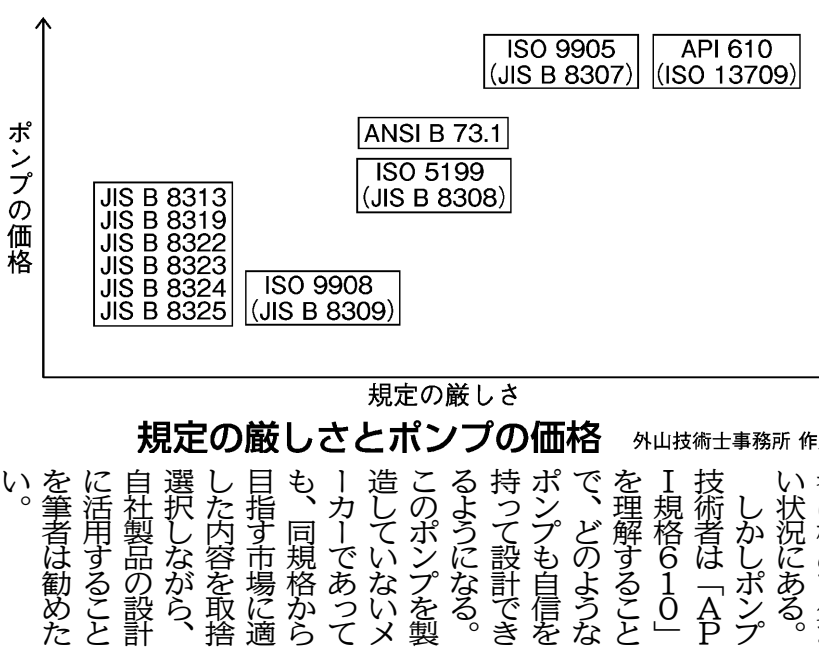 ポンプの価格
ISO 9905
(JIS B 8307)
API 610
(ISO 13709)
ANSI B 73.1
ISO 5199
(JIS B 8308)
JIS B 8313
JIS B 8319
JIS B 8322
JIS B 8323
JIS B 8324
JIS B 8325
ISO 9908
(JIS B 8309)
規定の厳しさ
規定の厳しさとポンプの価格
外山技術士事務所 作
い状況にある。
しかしポンプ
技術者は「AP
I規格610」
を理解すること
で、どのような
ポンプも自信を
持って設計でき
るようになる。
このポンプを製
造していないメ
ーカーであって
も、同規格から
目指す市場に適
した内容を取捨
選択しながら、
自社製品の設計
に活用すること
を筆者は勧めた
い。